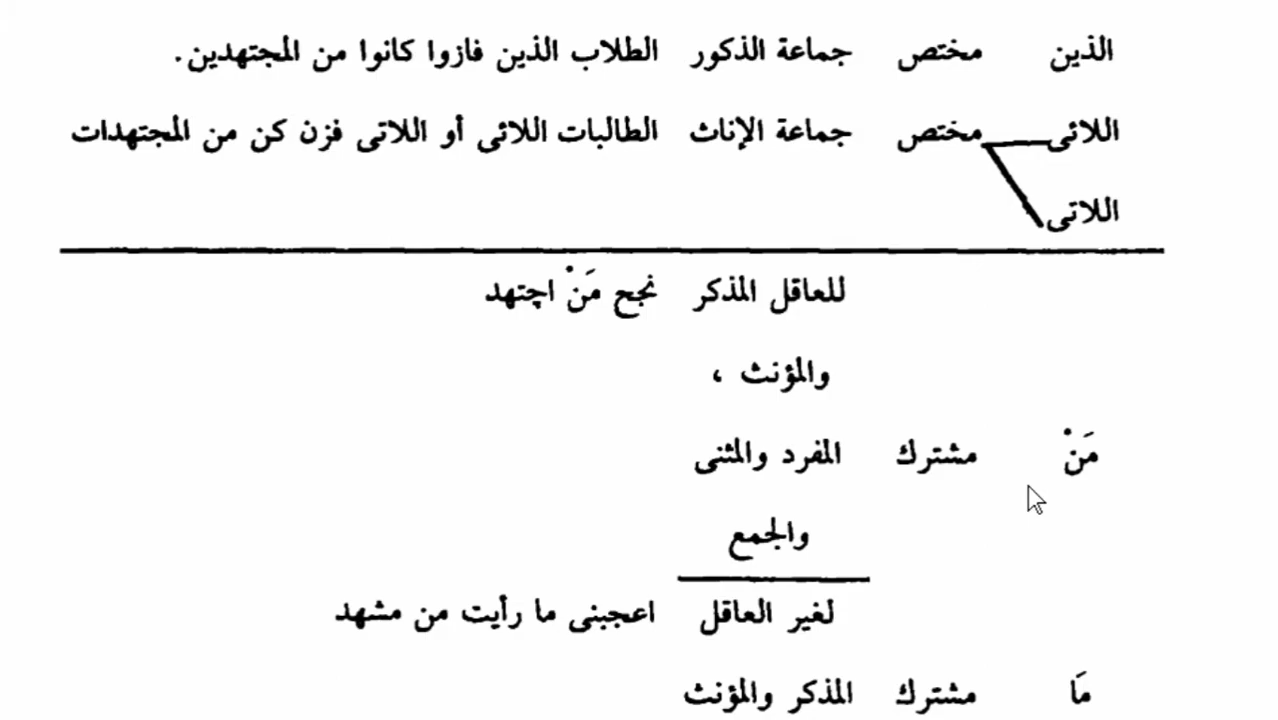 الذين مختص جماعة الذكور الطلاب الذين فازوا كانوا من المجتهدين.
اللائى مختص جماعة الإناث الطالبات اللائى أو اللاتى فزن كن من المجتهدات
اللاتى
للعاقل المذكر نجح مَنْ اجتهد
والمؤنث ،
مَنْ مشترك المفرد والمثنى
والجمع
لغير العاقل اعجبنى ما رأيت من مشهد
مَا مشترك المذكر والمؤنث